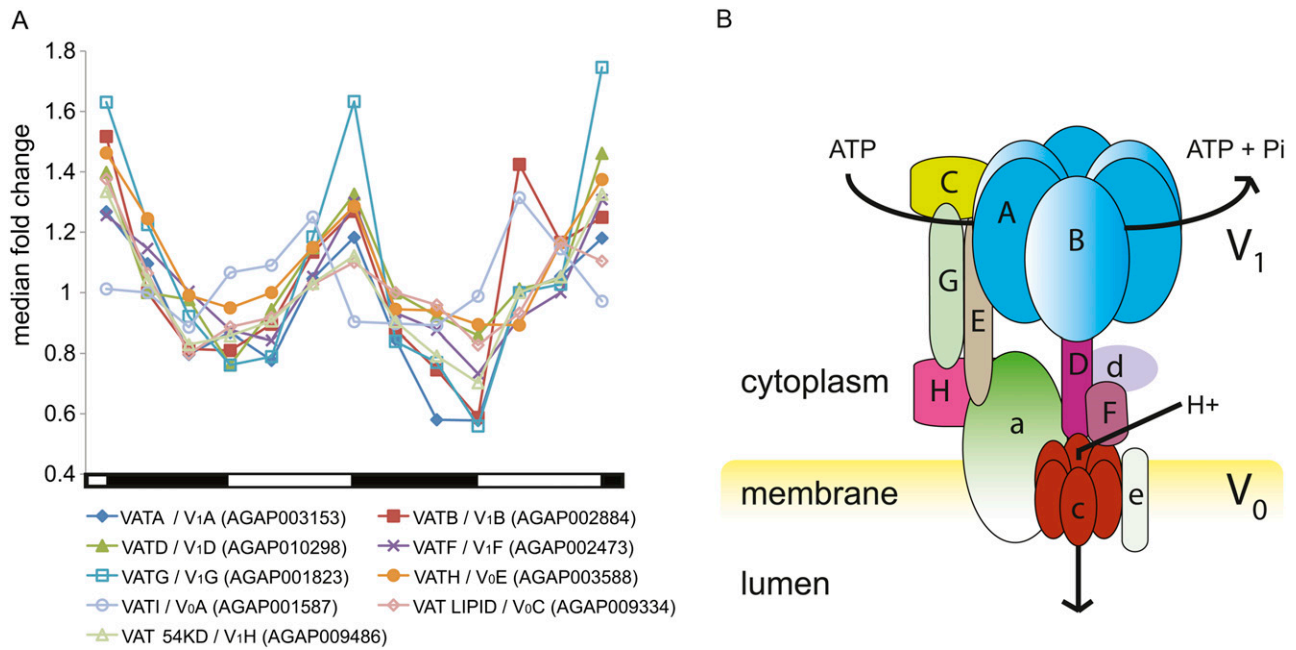 A
1.8
1.6
1.4
1.2
1
0.8
0.6
0.4
median fold change
VATA / V1A (AGAP003153)
VATB / V1B (AGAP002884)
VATD / V1D (AGAP010298)
VATF / V1F (AGAP002473)
VATG / V1G (AGAP001823)
VATH / V0E (AGAP003588)
VATI / V0A (AGAP001587)
VAT LIPID / V0C (AGAP009334)
VAT 54KD / V1H (AGAP009486)
B
ATP
ATP + Pi
C
A
B
V1
G
E
cytoplasm
H
D
d
a
F
H+
membrane
c
e
V0
lumen